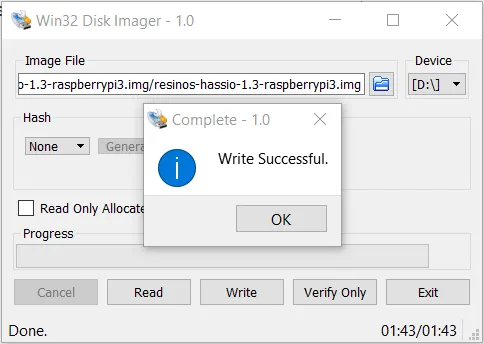 Win32 Disk Imager - 1.0
Image File
Device
o-1.3-raspberrypi3.img/resinos-hassio-1.3-raspberrypi3.img
[D:\]
Hash
None
Genera
Complete - 1.0
Write Successful.
OK
Read Only Allocate
Progress
Cancel
Read
Write
Verify Only
Exit
Done.
01:43/01:43